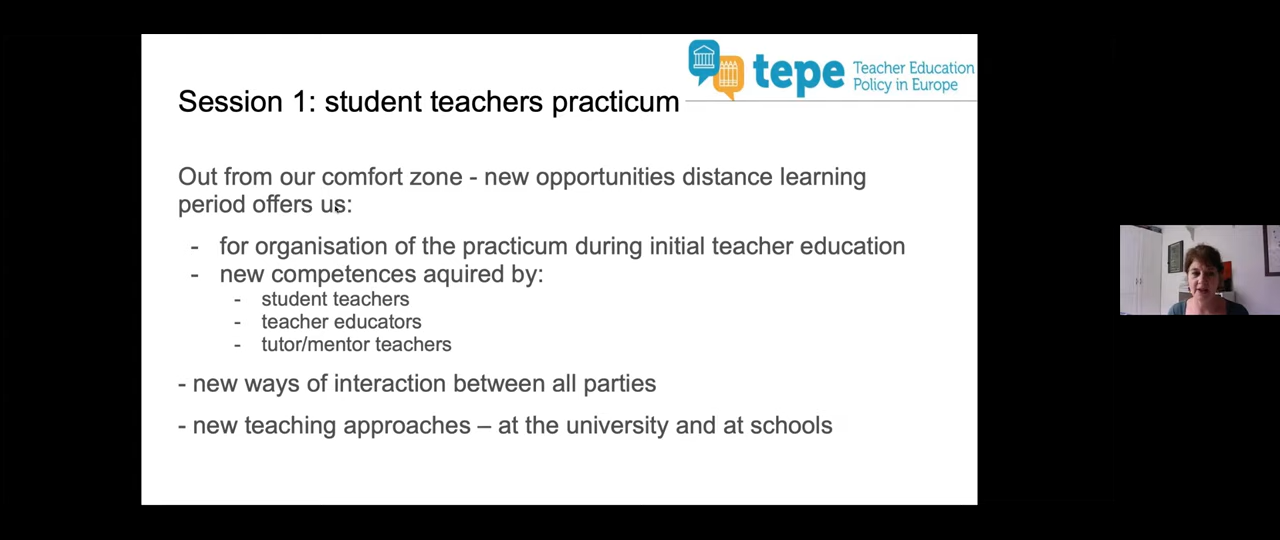 tepe
Teacher Education
Policy in Europe
Session 1: student teachers practicum
Out from our comfort zone - new opportunities distance learning
period offers us:
- for organisation of the practicum during initial teacher education
- new competences aquired by:
- student teachers
- teacher educators
- tutor/mentor teachers
- new ways of interaction between all parties
- new teaching approaches – at the university and at schools